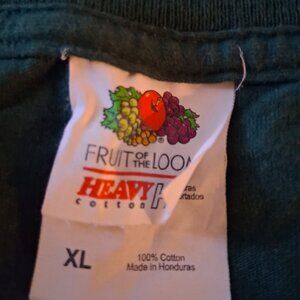 ®
FRUIT OF THE LOOM
HEAVY
cotton
XL
100% Cotton
Made in Honduras